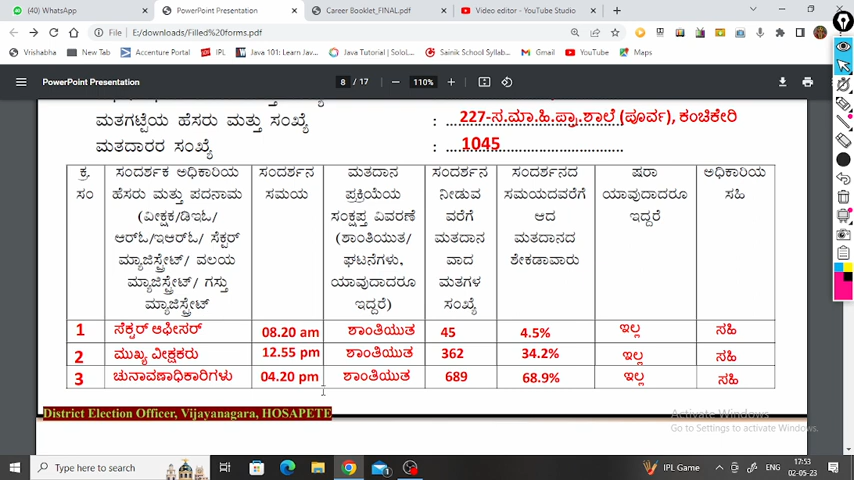 WhatsApp
PowerPoint Presentation
Career Booklet_FINAL.pdf
Video editor - YouTube Studio
File | E:/downloads/Filled%20forms.pdf
Vrishabha
New Tab
Accenture Portal
IPL
Java 101: Learn Jav...
Java Tutorial | SoloL...
Sainik School Syllab...
Gmail
YouTube
Maps
PowerPoint Presentation
8 / 17
110%
ಮತಗಟ್ಟೆಯ ಹೆಸರು ಮತ್ತು ಸಂಖ್ಯೆ : 227-ಸ.ಮಾ.ಹಿ.ಪ್ರಾ.ಶಾಲೆ (ಪೂರ್ವ), ಕಂಚಿಕೇರಿ
ಮತದಾರರ ಸಂಖ್ಯೆ : 1045
ಕ್ರ. ಸಂದರ್ಶಕ ಅಧಿಕಾರಿಯ ಸಂದರ್ಶನ ಮತದಾನ ಸಂದರ್ಶನ ಸಂದರ್ಶನದ ಷರಾ ಅಧಿಕಾರಿಯ
ಸಂ ಹೆಸರು ಮತ್ತು ಪದನಾಮ ಸಮಯ ಪ್ರಕ್ರಿಯೆಯ ನೀಡುವ ಸಮಯದವರೆಗೆ ಯಾವುದಾದರೂ ಸಹಿ
(ವೀಕ್ಷಕ/ಡಿಇಓ/ ಸಂಕ್ಷಪ್ತ ವಿವರಣೆ ವರೆಗೆ ಆದ ಇದ್ದರೆ
ಆರ್‌ಓ/ಇಆರ್‌ಓ/ ಸೆಕ್ಟರ್ (ಶಾಂತಿಯುತ/ ಮತದಾನ ಮತದಾನದ
ಮ್ಯಾಜಿಸ್ಟ್ರೇಟ್/ ವಲಯ ಘಟನೆಗಳು, ವಾದ ಶೇಕಡಾವಾರು
ಮ್ಯಾಜಿಸ್ಟ್ರೇಟ್/ ಗಸ್ತು ಯಾವುದಾದರೂ ಮತಗಳ
ಮ್ಯಾಜಿಸ್ಟ್ರೇಟ್ ಇದ್ದರೆ) ಸಂಖ್ಯೆ
1 ಸೆಕ್ಟರ್ ಆಫೀಸರ್ 08.20 am ಶಾಂತಿಯುತ 45 4.5% ಇಲ್ಲ ಸಹಿ
2 ಮುಖ್ಯ ವೀಕ್ಷಕರು 12.55 pm ಶಾಂತಿಯುತ 362 34.2% ಇಲ್ಲ ಸಹಿ
3 ಚುನಾವಣಾಧಿಕಾರಿಗಳು 04.20 pm ಶಾಂತಿಯುತ 689 68.9% ಇಲ್ಲ ಸಹಿ
District Election Officer, Vijayanagara, HOSAPETE
Activate Windows
Go to Settings to activate Windows.
Type here to search
IPL Game
ENG
17:53
02-05-23